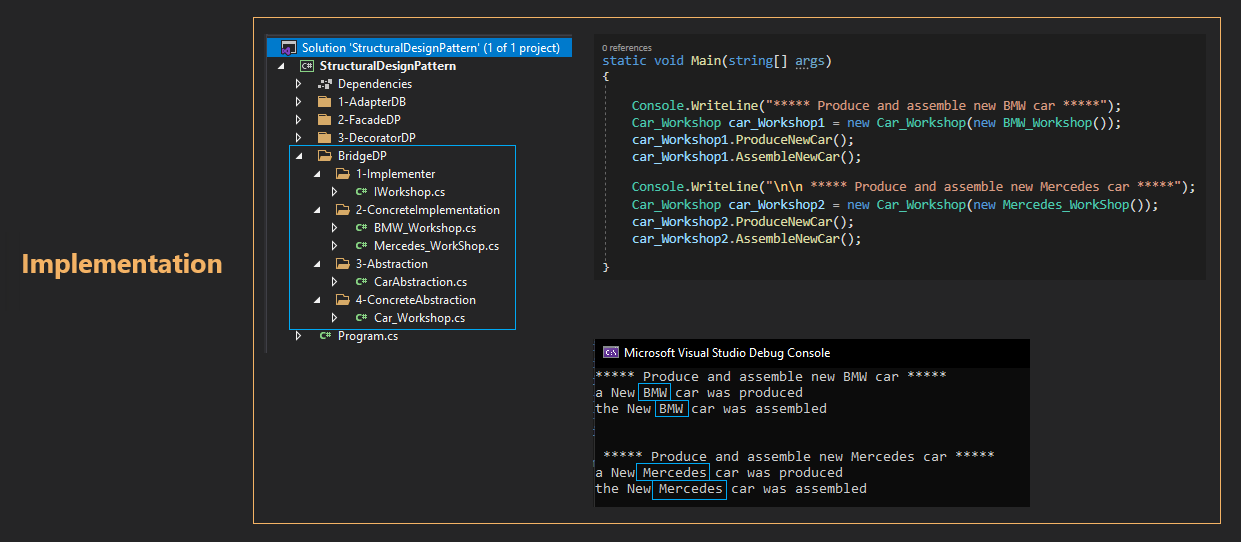 Implementation
Solution 'StructuralDesignPattern' (1 of 1 project)
C# StructuralDesignPattern
Dependencies
1-AdapterDB
2-FacadeDP
3-DecoratorDP
BridgeDP
1-Implementer
C# IWorkshop.cs
2-ConcreteImplementation
C# BMW_Workshop.cs
C# Mercedes_WorkShop.cs
3-Abstraction
C# CarAbstraction.cs
4-ConcreteAbstraction
C# Car_Workshop.cs
C# Program.cs
0 references
static void Main(string[] args)
{
Console.WriteLine("***** Produce and assemble new BMW car *****");
Car_Workshop car_Workshop1 = new Car_Workshop(new BMW_Workshop());
car_Workshop1.ProduceNewCar();
car_Workshop1.AssembleNewCar();
Console.WriteLine("\n\n ***** Produce and assemble new Mercedes car *****");
Car_Workshop car_Workshop2 = new Car_Workshop(new Mercedes_WorkShop());
car_Workshop2.ProduceNewCar();
car_Workshop2.AssembleNewCar();
}
C:\ Microsoft Visual Studio Debug Console
***** Produce and assemble new BMW car *****
a New BMW car was produced
the New BMW car was assembled
***** Produce and assemble new Mercedes car *****
a New Mercedes car was produced
the New Mercedes car was assembled